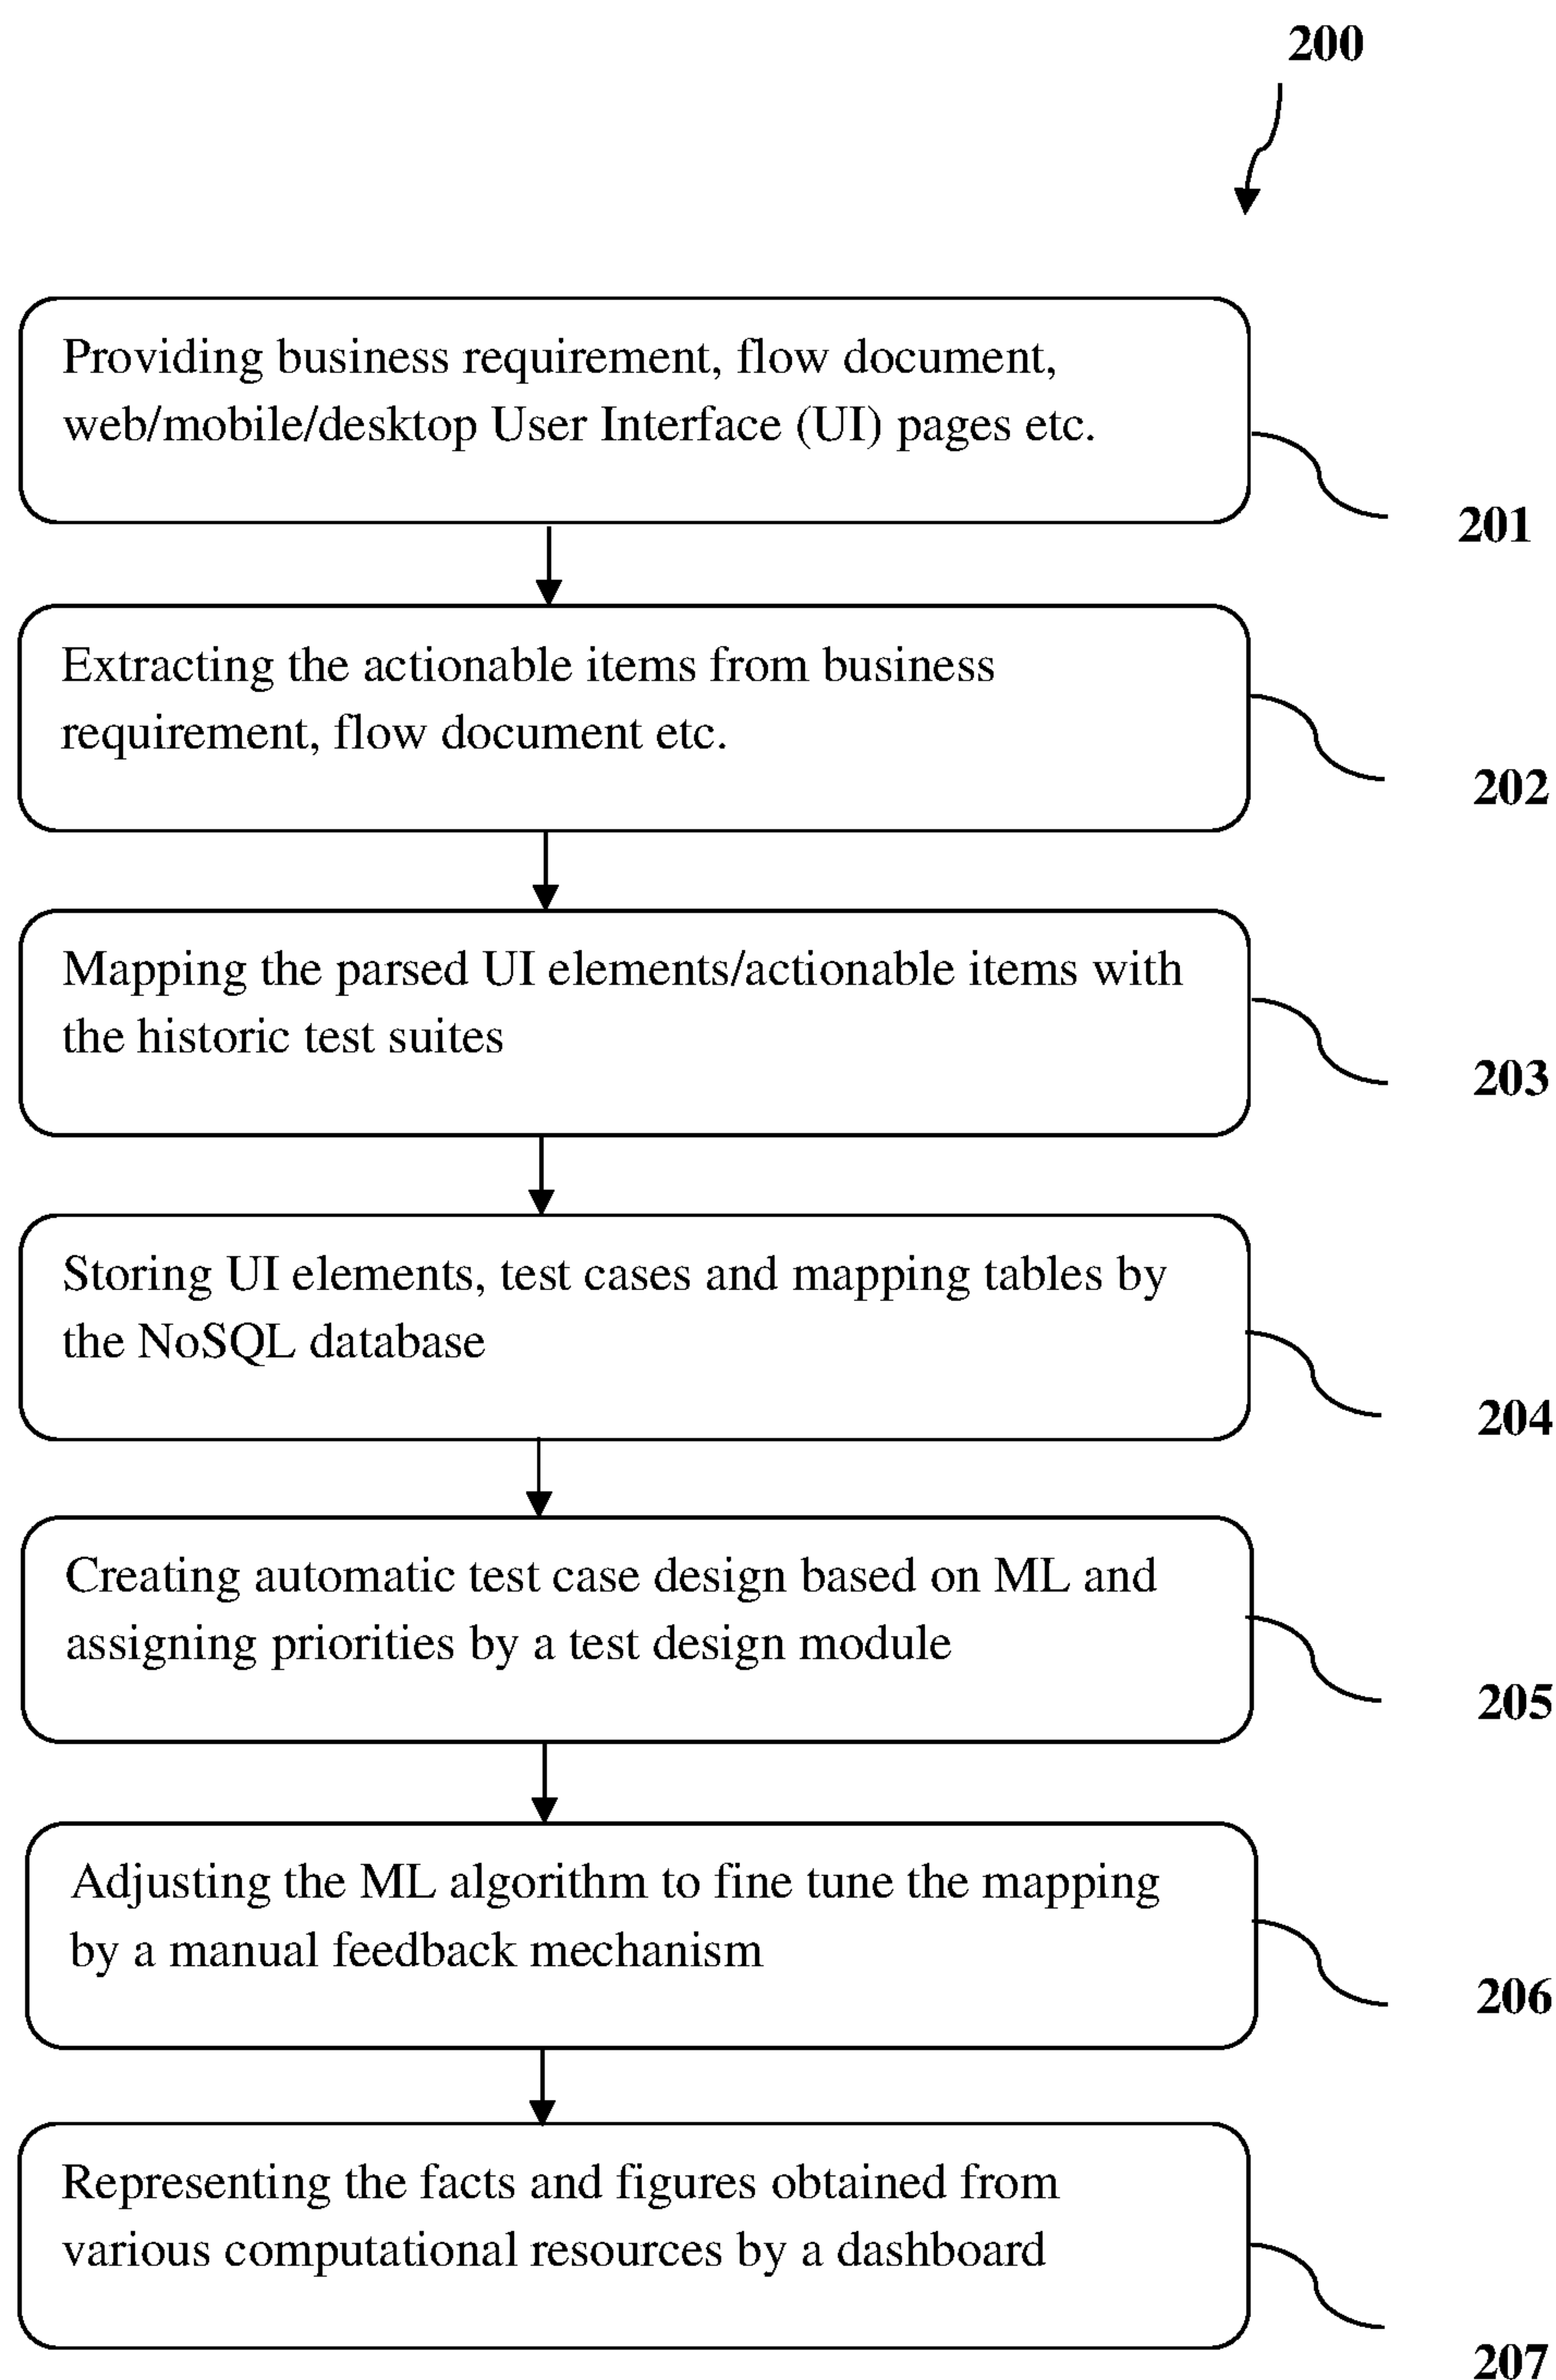 200
Providing business requirement, flow document,
web/mobile/desktop User Interface (UI) pages etc.
201
Extracting the actionable items from business
requirement, flow document etc.
202
Mapping the parsed UI elements/actionable items with
the historic test suites
203
Storing UI elements, test cases and mapping tables by
the NoSQL database
204
Creating automatic test case design based on ML and
assigning priorities by a test design module
205
Adjusting the ML algorithm to fine tune the mapping
by a manual feedback mechanism
206
Representing the facts and figures obtained from
various computational resources by a dashboard
207